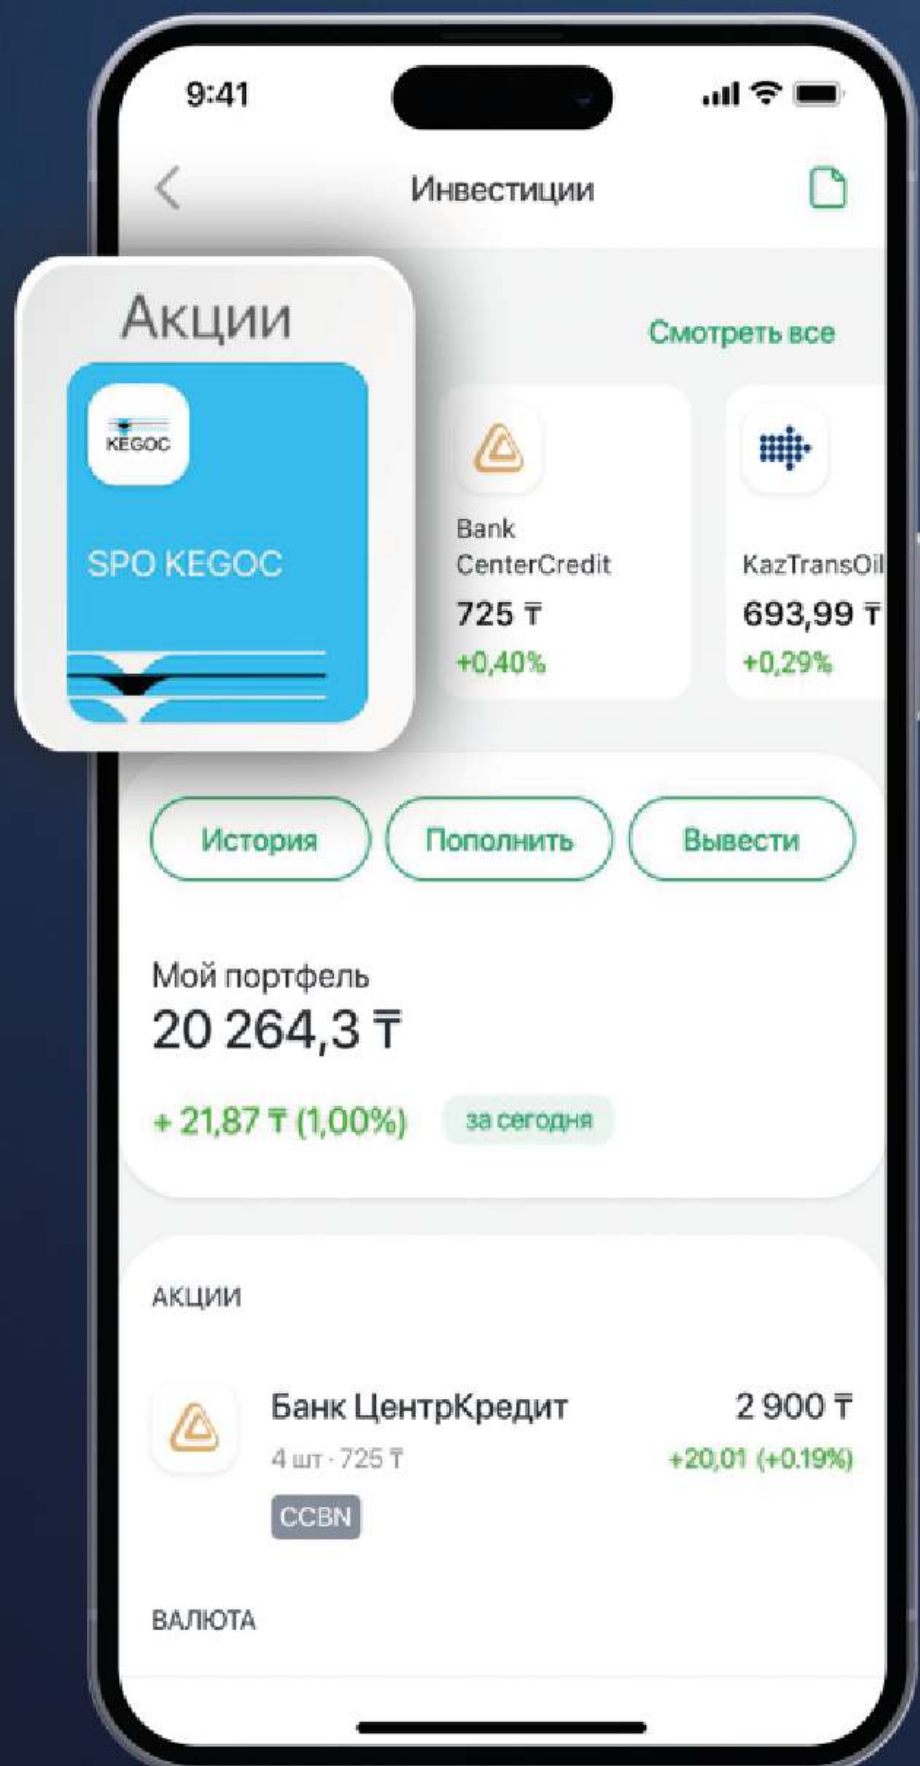 9:41
Инвестиции
Акции
Смотреть все
KEGOC
SPO KEGOC
Bank
CenterCredit
725 ₸
+0,40%
KazTransOil
693,99 ₸
+0,29%
История
Пополнить
Вывести
Мой портфель
20 264,3 ₸
+ 21,87 ₸ (1,00%)
за сегодня
АКЦИИ
Банк ЦентрКредит
2 900 ₸
4 шт · 725 ₸
+20,01 (+0.19%)
CCBN
ВАЛЮТА